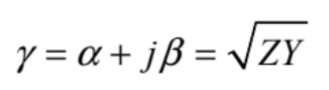 γ = α + jβ = √ZY